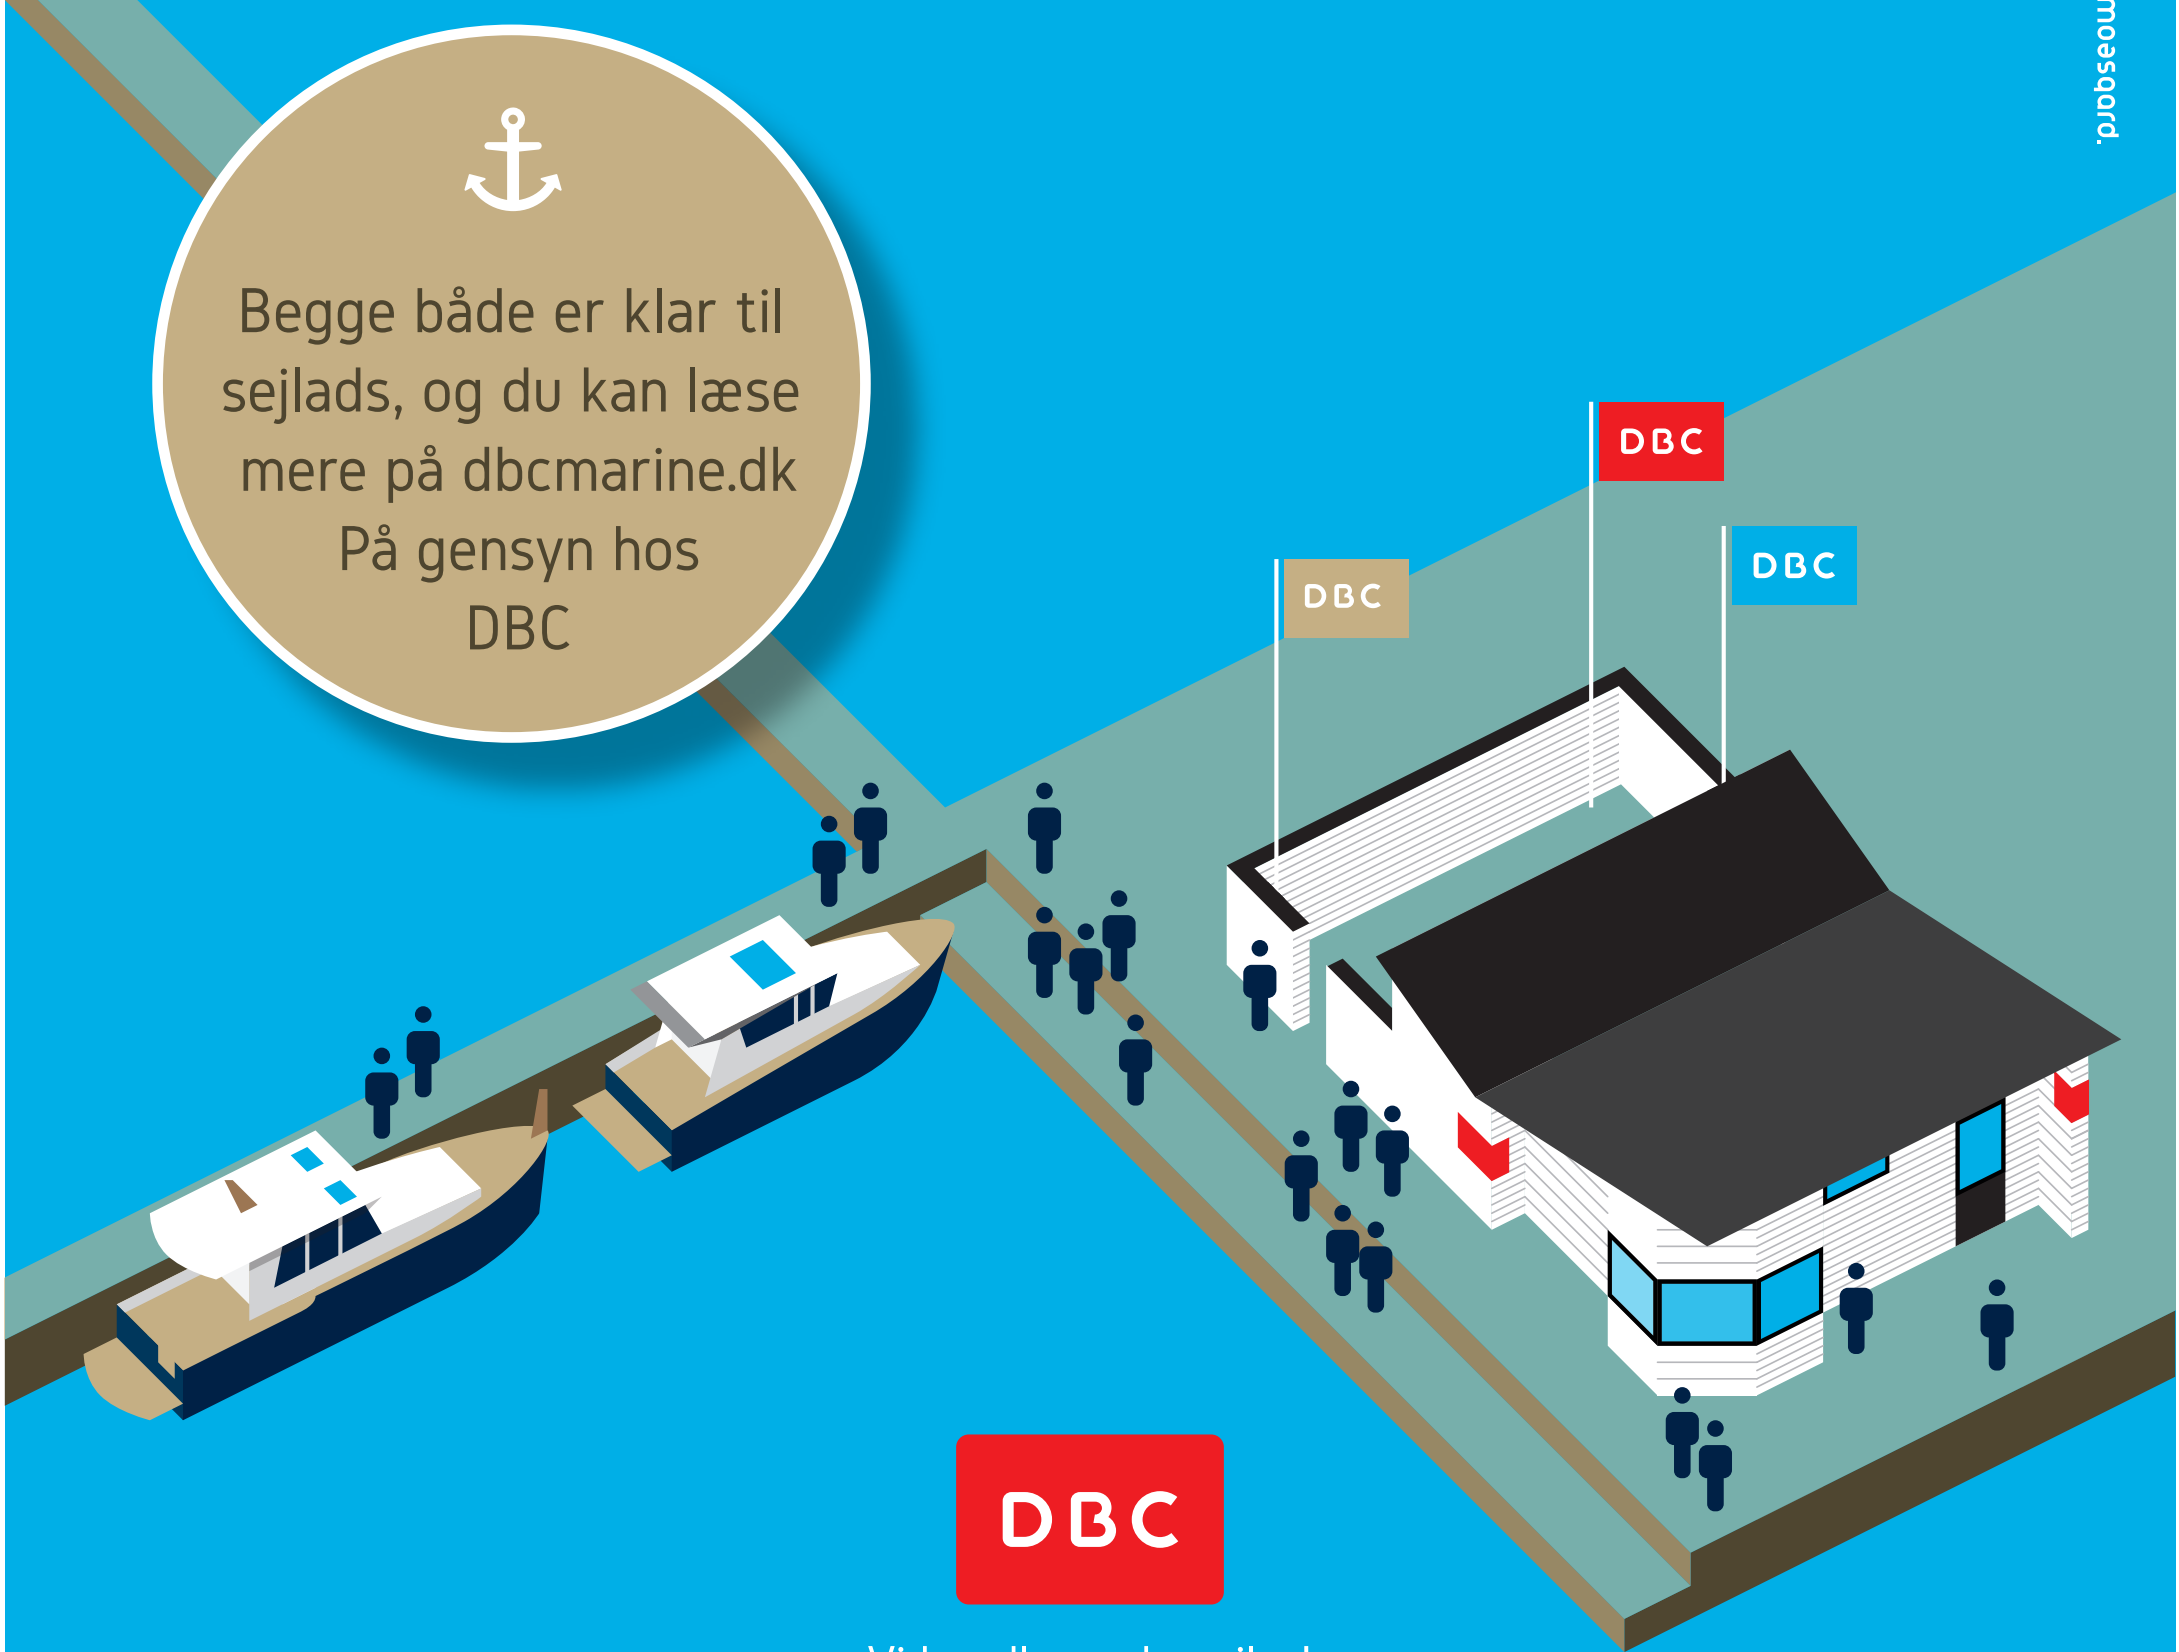 Begge både er klar til
sejlads, og du kan læse
mere på dbcmarine.dk
På gensyn hos
DBC
DBC
DBC
DBC
DBC